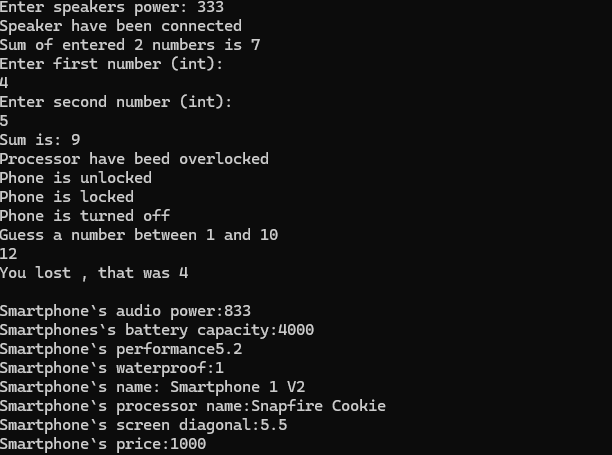 Enter speakers power: 333
Speaker have been connected
Sum of entered 2 numbers is 7
Enter first number (int):
4
Enter second number (int):
5
Sum is: 9
Processor have beed overlocked
Phone is unlocked
Phone is locked
Phone is turned off
Guess a number between 1 and 10
12
You lost , that was 4

Smartphone`s audio power:833
Smartphones`s battery capacity:4000
Smartphone`s performance5.2
Smartphone`s waterproof:1
Smartphone`s name: Smartphone 1 V2
Smartphone`s processor name:Snapfire Cookie
Smartphone`s screen diagonal:5.5
Smartphone`s price:1000